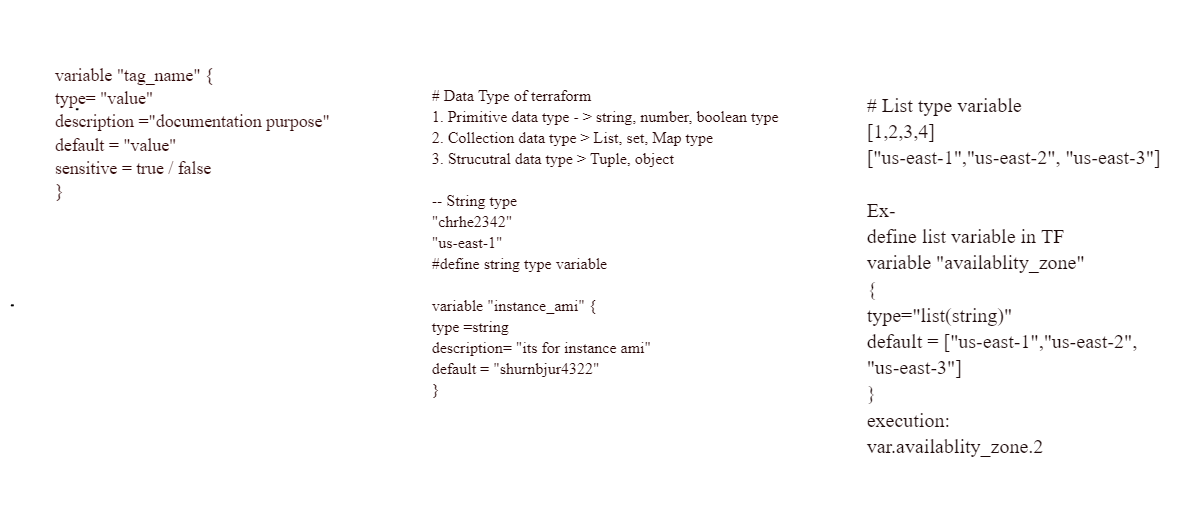 variable "tag_name" {
type= "value"
description ="documentation purpose"
default = "value"
sensitive = true / false
}
# Data Type of terraform
1. Primitive data type - > string, number, boolean type
2. Collection data type > List, set, Map type
3. Strucutral data type > Tuple, object
-- String type
"chrhe2342"
"us-east-1"
#define string type variable
variable "instance_ami" {
type =string
description= "its for instance ami"
default = "shurnbjur4322"
}
# List type variable
[1,2,3,4]
["us-east-1","us-east-2", "us-east-3"]
Ex-
define list variable in TF
variable "availablity_zone"
{
type="list(string)"
default = ["us-east-1","us-east-2",
"us-east-3"]
}
execution:
var.availablity_zone.2